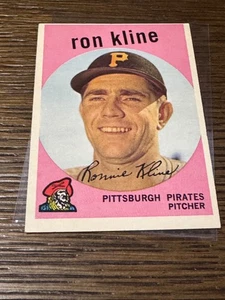 ron kline
P
Ronnie Kline
PITTSBURGH PIRATES
PITCHER